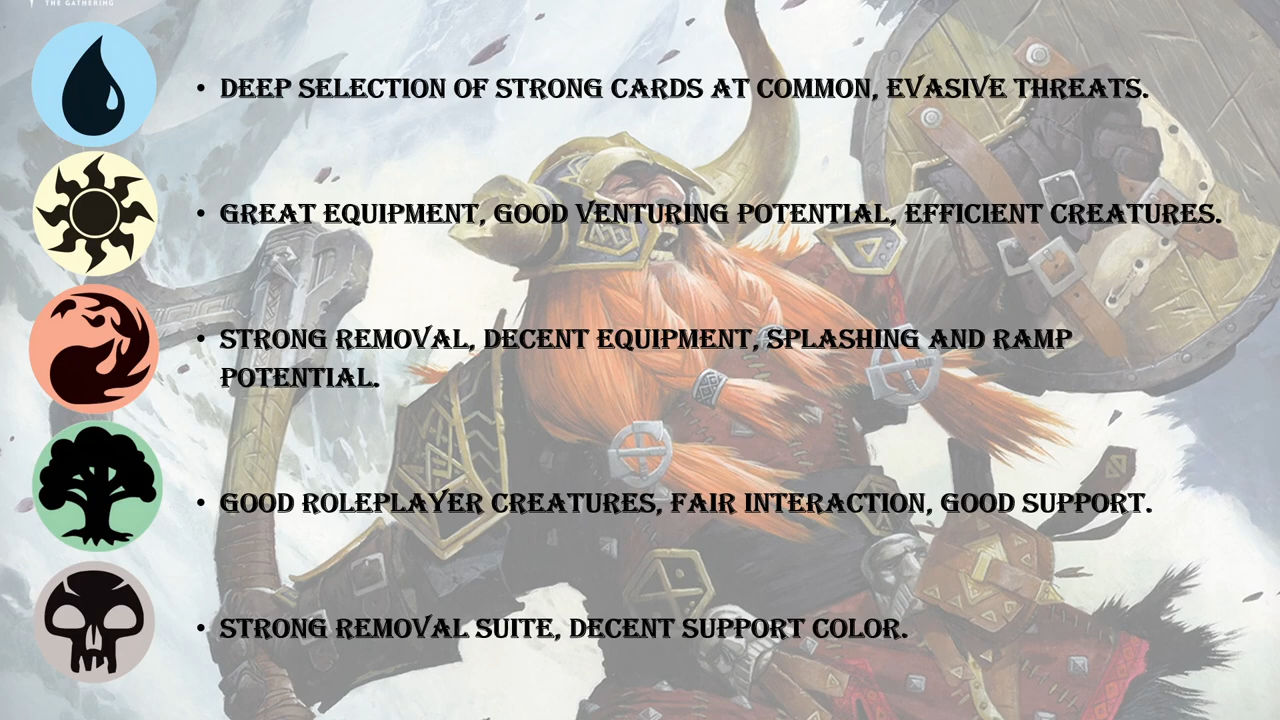 THE GATHERING
• DEEP SELECTION OF STRONG CARDS AT COMMON, EVASIVE THREATS.
• GREAT EQUIPMENT, GOOD VENTURING POTENTIAL, EFFICIENT CREATURES.
• STRONG REMOVAL, DECENT EQUIPMENT, SPLASHING AND RAMP
POTENTIAL.
• GOOD ROLEPLAYER CREATURES, FAIR INTERACTION, GOOD SUPPORT.
• STRONG REMOVAL SUITE, DECENT SUPPORT COLOR.